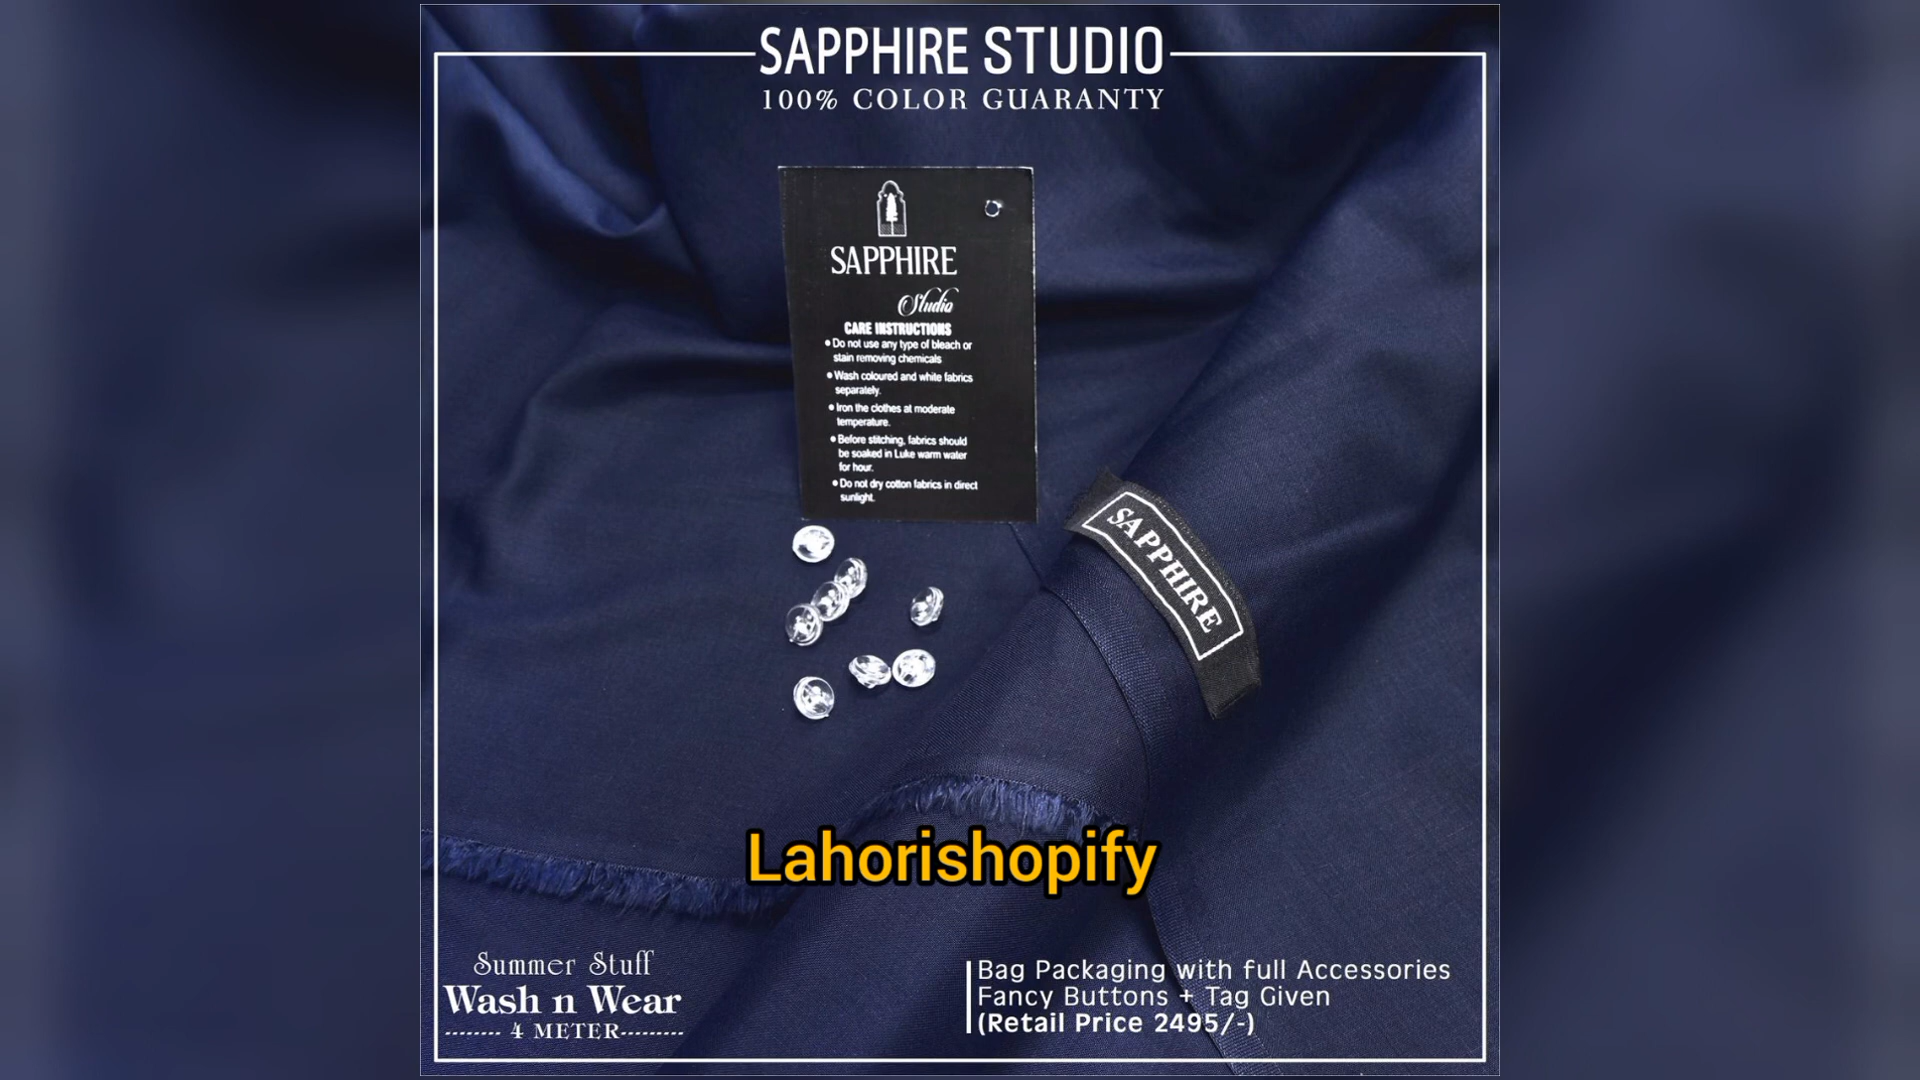 SAPPHIRE STUDIO
100% COLOR GUARANTY
SAPPHIRE
Studio
CARE INSTRUCTIONS
• Do not use any type of bleach or
stain removing chemicals
• Wash coloured and white fabrics
separately.
• Iron the clothes at moderate
temperature.
• Before stitching, fabrics should
be soaked in Luke warm water
for hour.
• Do not dry cotton fabrics in direct
sunlight.
SAPPHIRE
Lahorishopify
Summer Stuff
Wash n Wear
-------- 4 METER---------
Bag Packaging with full Accessories
Fancy Buttons + Tag Given
(Retail Price 2495/-)